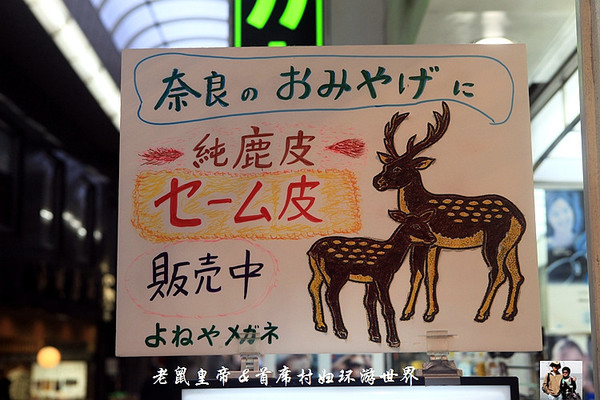 奈良のおみやげに
純鹿皮
セーム皮
販売中
よねやメガネ
老鼠皇帝&首席村妞环游世界